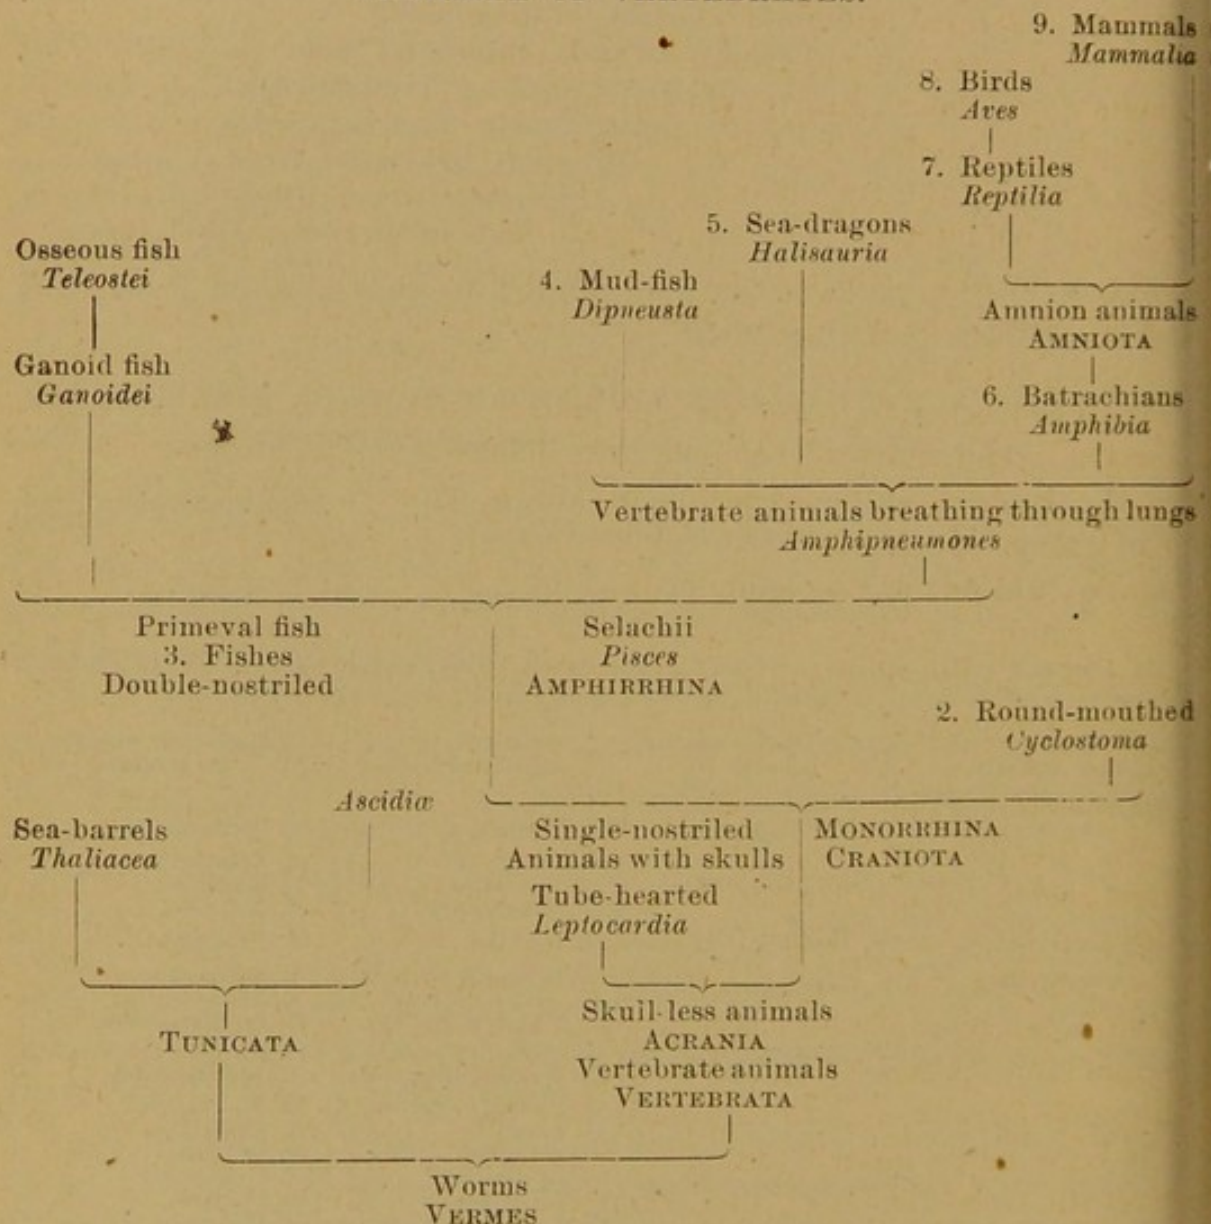 9. Mammals
Mammalia
8. Birds
Aves
7. Reptiles
Reptilia
5. Sea-dragons
Halisauria
Osseous fish
Teleostei
4. Mud-fish
Dipneusta
Amnion animals
AMNIOTA
Ganoid fish
Ganoidei
6. Batrachians
Amphibia
Vertebrate animals breathing through lungs
Amphipneumones
Primeval fish Selachii
3. Fishes Pisces
Double-nostriled AMPHIRRHINA
2. Round-mouthed
Cyclostoma
Ascidiæ
Sea-barrels
Thaliacea
Single-nostriled MONORRHINA
Animals with skulls CRANIOTA
Tube-hearted
Leptocardia
Skull-less animals
ACRANIA
TUNICATA
Vertebrate animals
VERTEBRATA
Worms
VERMES